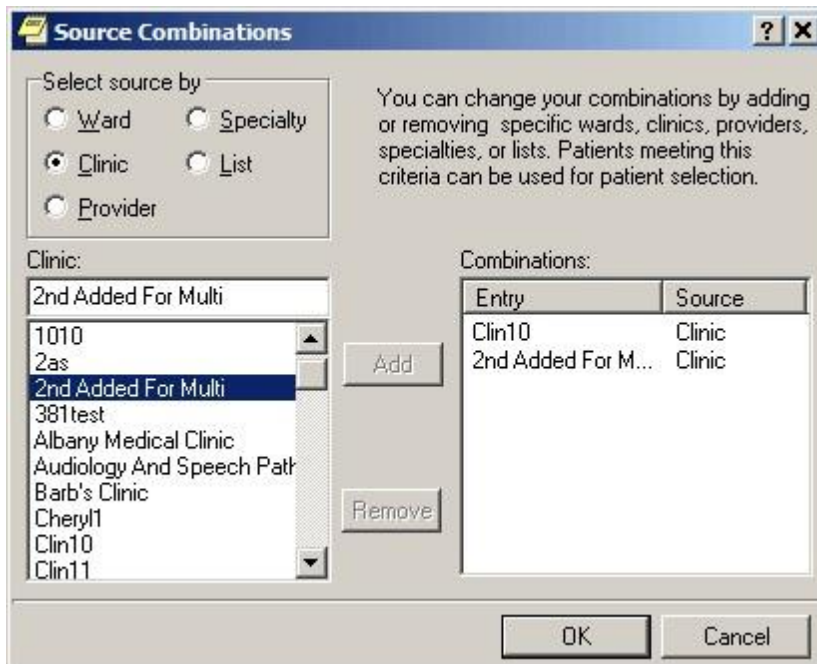 Source Combinations
Select source by
Ward
Specialty
Clinic
List
Provider
You can change your combinations by adding
or removing specific wards, clinics, providers,
specialties, or lists. Patients meeting this
criteria can be used for patient selection.
Clinic:
2nd Added For Multi
1010
2as
2nd Added For Multi
381test
Albany Medical Clinic
Audiology And Speech Path
Barb's Clinic
Cheryl1
Clin10
Clin11
Add
Remove
Combinations:
Entry Source
Clin10 Clinic
2nd Added For M... Clinic
OK
Cancel